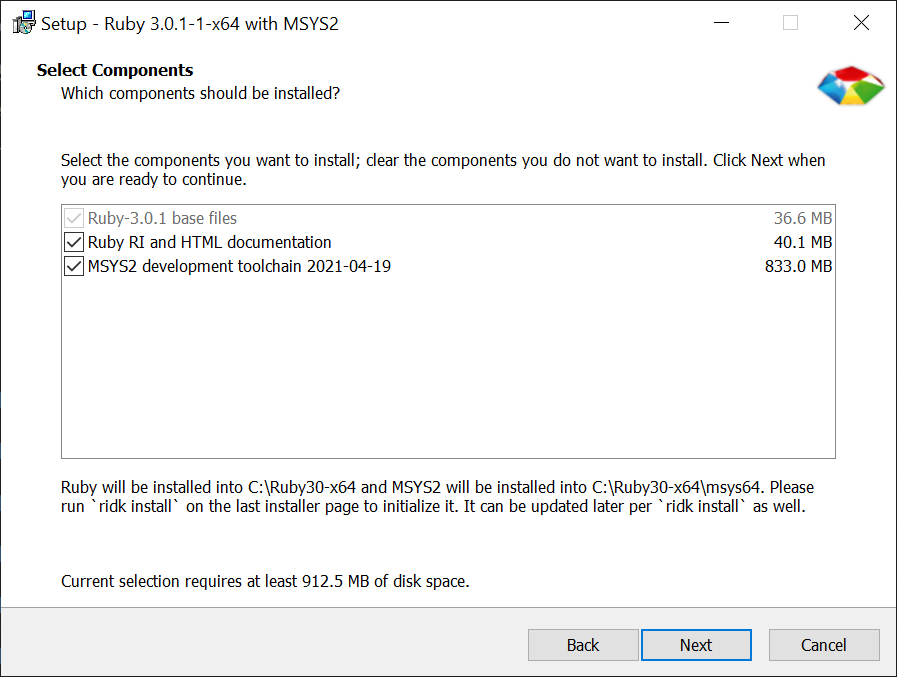 Setup - Ruby 3.0.1-1-x64 with MSYS2
Select Components
Which components should be installed?
Select the components you want to install; clear the components you do not want to install. Click Next when
you are ready to continue.
Ruby-3.0.1 base files 36.6 MB
Ruby RI and HTML documentation 40.1 MB
MSYS2 development toolchain 2021-04-19 833.0 MB
Ruby will be installed into C:\Ruby30-x64 and MSYS2 will be installed into C:\Ruby30-x64\msys64. Please
run `ridk install` on the last installer page to initialize it. It can be updated later per `ridk install` as well.
Current selection requires at least 912.5 MB of disk space.
Back Next Cancel